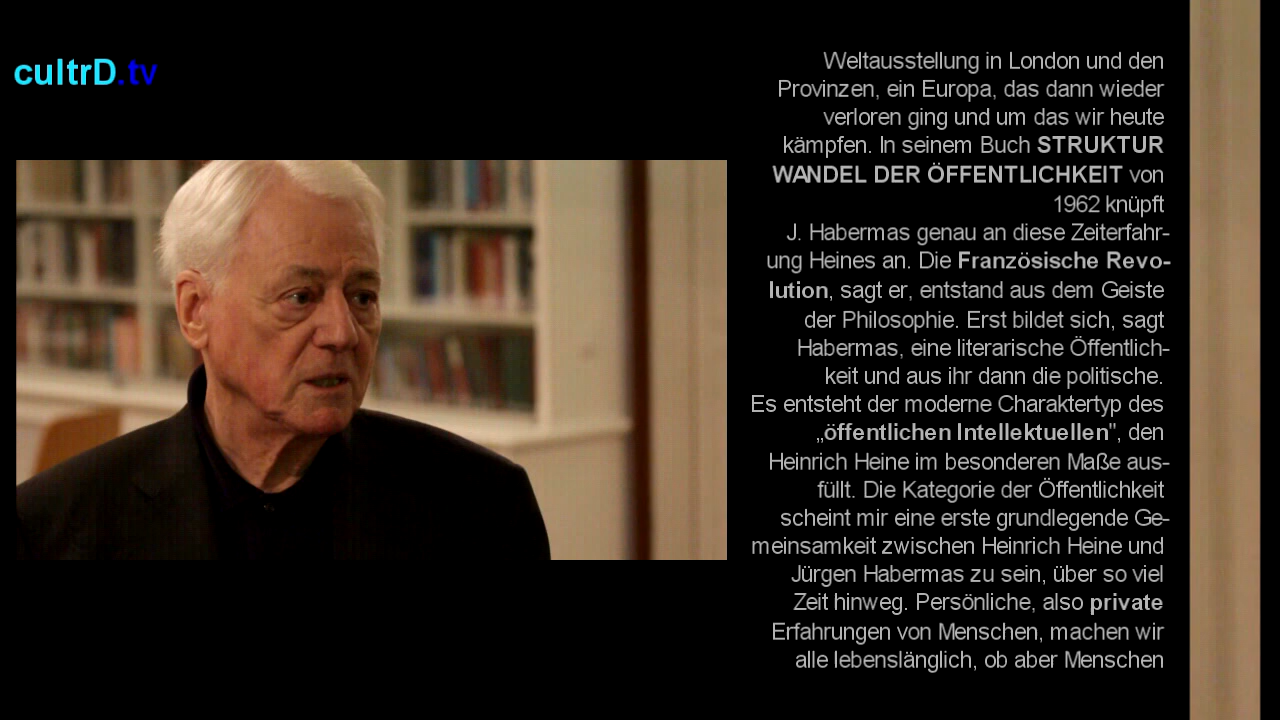 cultrD.tv
Weltausstellung in London und den
Provinzen, ein Europa, das dann wieder
verloren ging und um das wir heute
kämpfen. In seinem Buch STRUKTUR
WANDEL DER ÖFFENTLICHKEIT von
1962 knüpft
J. Habermas genau an diese Zeiterfahr-
ung Heines an. Die Französische Revo-
lution, sagt er, entstand aus dem Geiste
der Philosophie. Erst bildet sich, sagt
Habermas, eine literarische Öffentlich-
keit und aus ihr dann die politische.
Es entsteht der moderne Charaktertyp des
„öffentlichen Intellektuellen", den
Heinrich Heine im besonderen Maße aus-
füllt. Die Kategorie der Öffentlichkeit
scheint mir eine erste grundlegende Ge-
meinsamkeit zwischen Heinrich Heine und
Jürgen Habermas zu sein, über so viel
Zeit hinweg. Persönliche, also private
Erfahrungen von Menschen, machen wir
alle lebenslänglich, ob aber Menschen